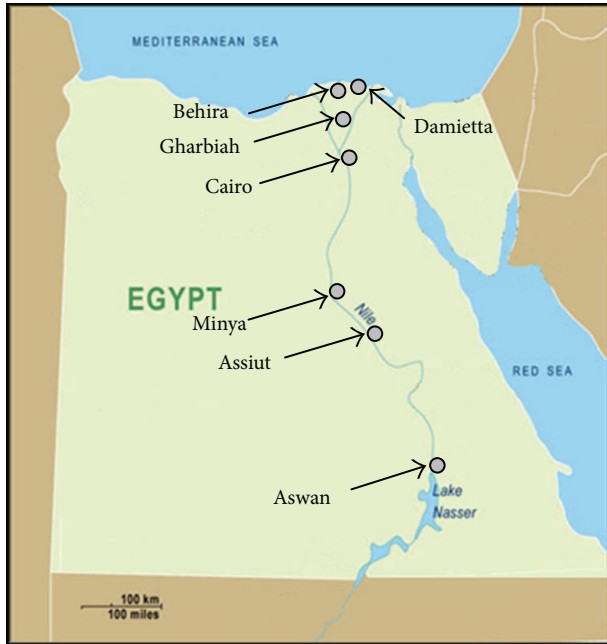 MEDITERRANEAN SEA
Behira
Damietta
Gharbiah
Cairo
EGYPT
Minya
Nile
Assiut
RED SEA
Aswan
Lake
Nasser
100 km
100 miles